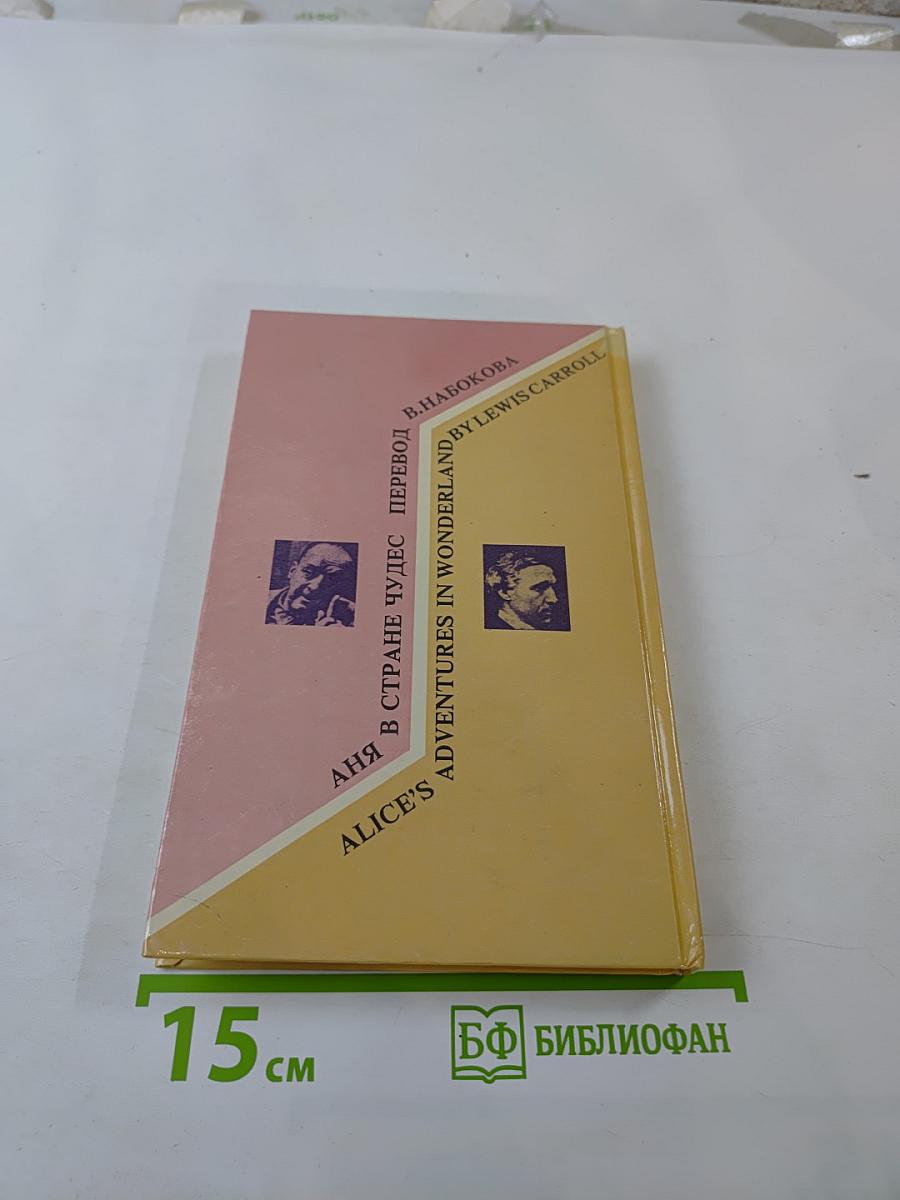 АНЯ В СТРАНЕ ЧУДЕС ПЕРЕВОД В.НАБОКОВА
ALICE'S ADVENTURES IN WONDERLAND BY LEWIS CARROLL
15 см
БФ БИБЛИОФАН